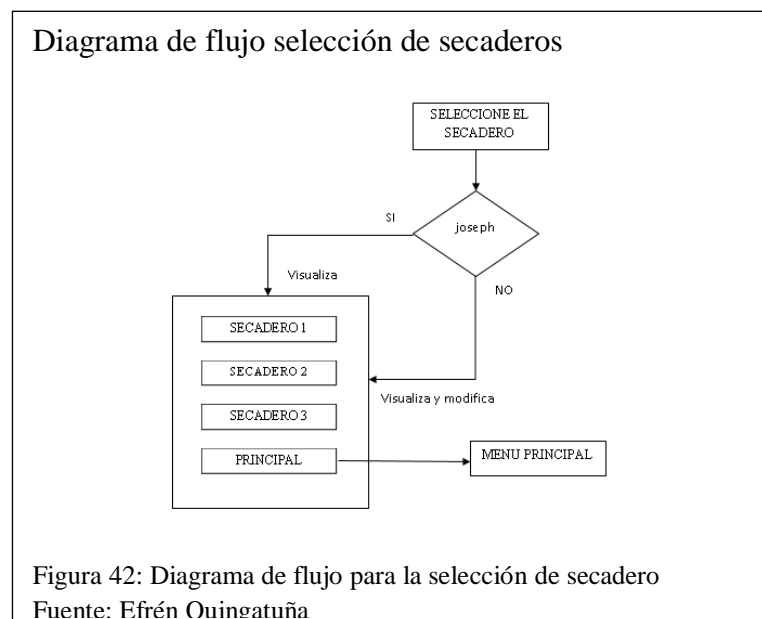 Diagrama de flujo selección de secaderos
SELECCIONE EL
SECADERO
joseph
SI
NO
Visualiza
SECADERO 1
SECADERO 2
SECADERO 3
PRINCIPAL
Visualiza y modifica
MENU PRINCIPAL
Figura 42: Diagrama de flujo para la selección de secadero
Fuente: Efrén Quingatuña